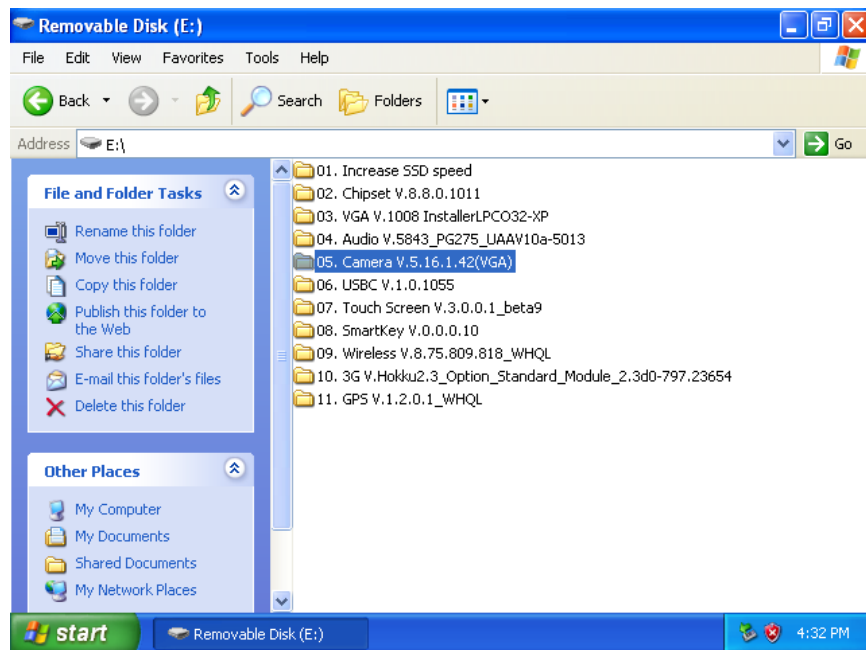 Removable Disk (E:)
File Edit View Favorites Tools Help
Back Search Folders
Address E:\ Go
File and Folder Tasks
Rename this folder
Move this folder
Copy this folder
Publish this folder to
the Web
Share this folder
E-mail this folder's files
Delete this folder
Other Places
My Computer
My Documents
Shared Documents
My Network Places
01. Increase SSD speed
02. Chipset V.8.8.0.1011
03. VGA V.1008 InstallerLPCO32-XP
04. Audio V.5843_PG275_UAAV10a-5013
05. Camera V.5.16.1.42(VGA)
06. USBC V.1.0.1055
07. Touch Screen V.3.0.0.1_beta9
08. SmartKey V.0.0.0.10
09. Wireless V.8.75.809.818_WHQL
10. 3G V.Hokku2.3_Option_Standard_Module_2.3d0-797.23654
11. GPS V.1.2.0.1_WHQL
start Removable Disk (E:) 4:32 PM